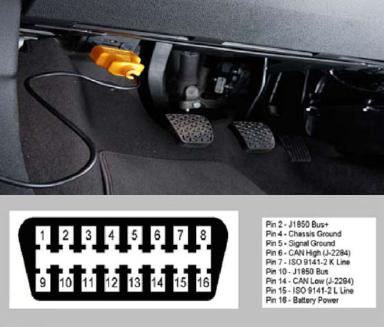 1 2 3 4 5 6 7 8
9 10 11 12 13 14 15 16
Pin 2 - J1850 Bus+
Pin 4 - Chassis Ground
Pin 5 - Signal Ground
Pin 6 - CAN High (J-2284)
Pin 7 - ISO 9141-2 K Line
Pin 10 - J1850 Bus
Pin 14 - CAN Low (J-2284)
Pin 15 - ISO 9141-2 L Line
Pin 16 - Battery Power